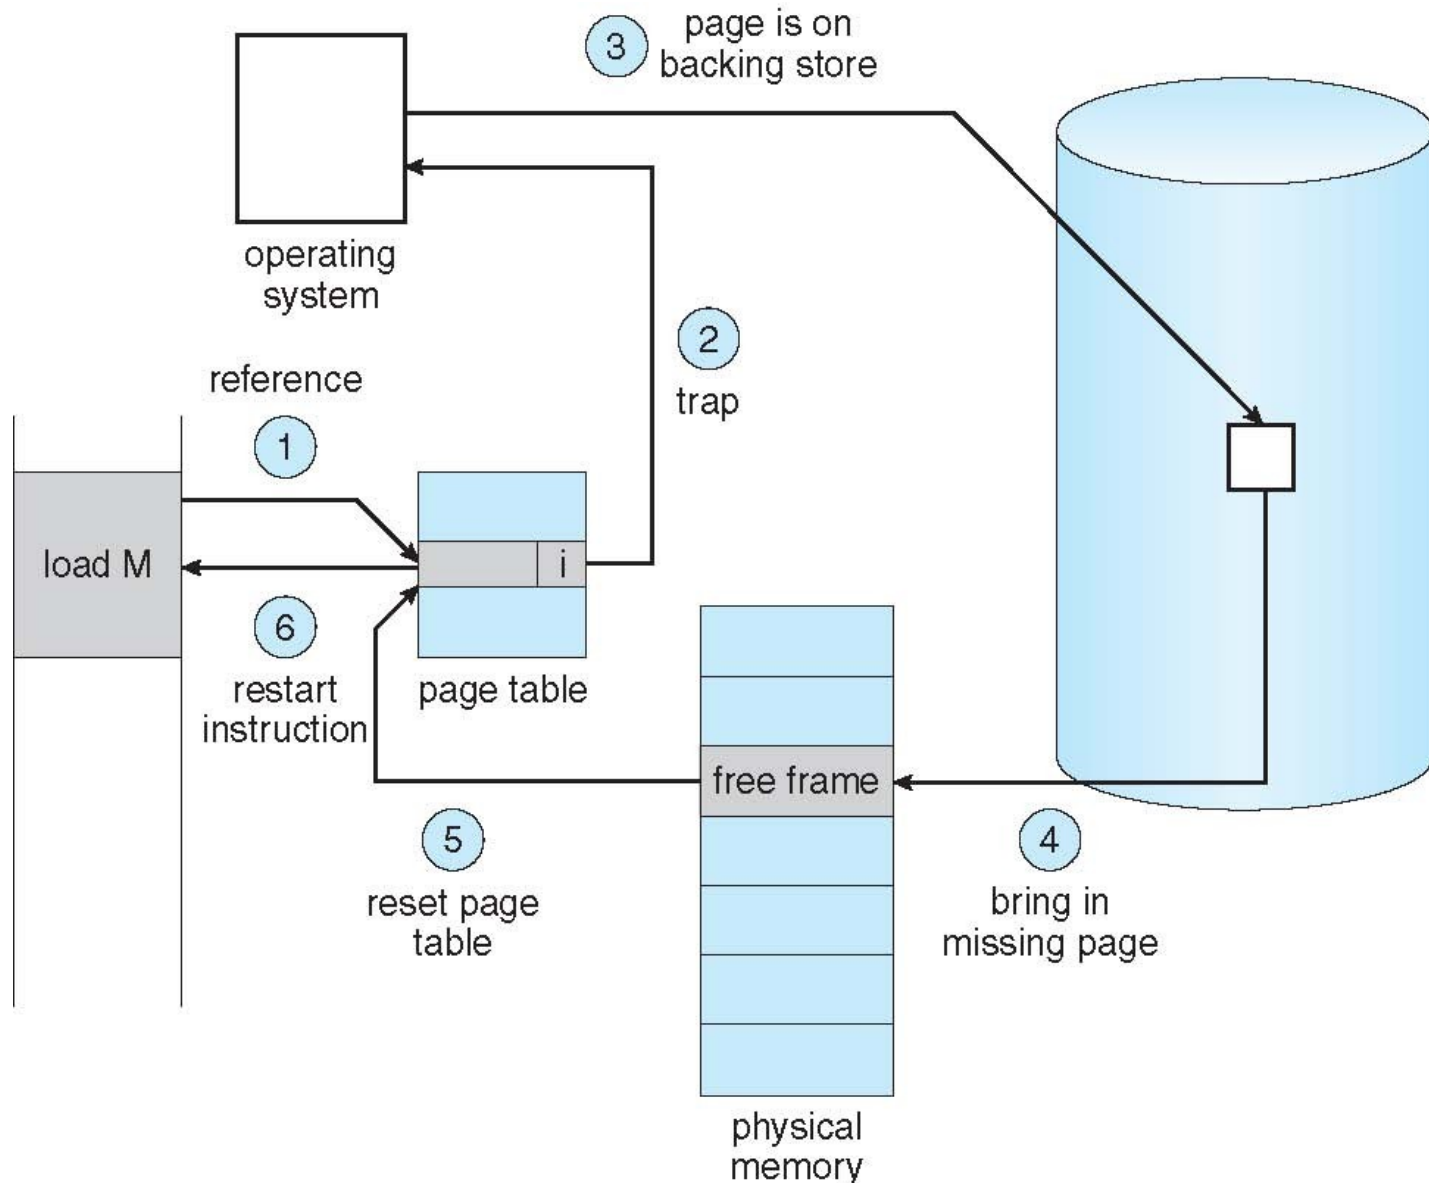 3
page is on
backing store
operating
system
2
trap
reference
1
load M
i
6
restart
instruction
page table
free frame
5
reset page
table
4
bring in
missing page
physical
memory